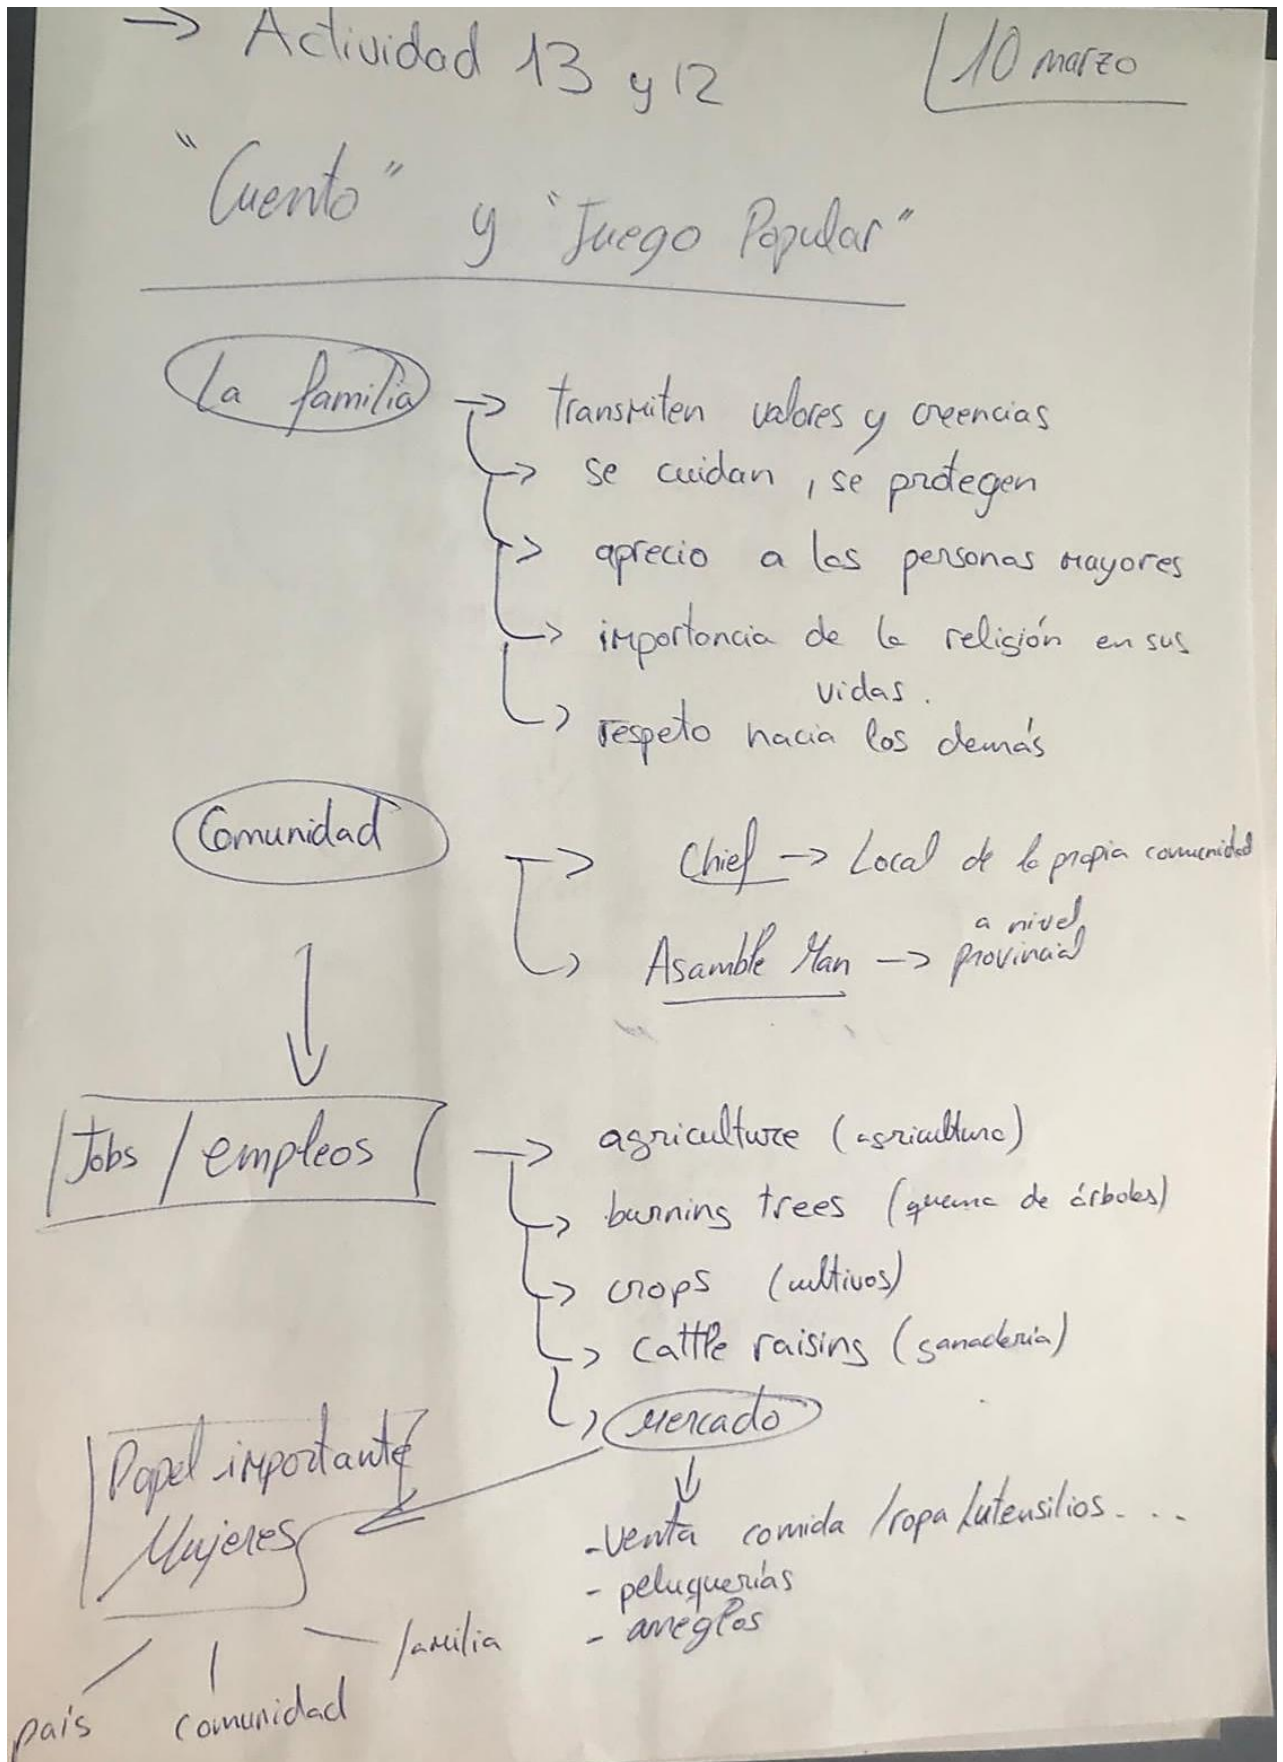 → Actividad 13 y 12
10 marzo
"Cuento" y "Juego Popular"
La familia → transmiten valores y creencias
→ se cuidan, se protegen
→ aprecio a las personas mayores
→ importancia de la religión en sus
vidas.
→ respeto hacia los demás
Comunidad → Chief → Local de la propia comunidad
→ Asamble Man → a nivel
provincial
Jobs / empleos → agriculture (agricultura)
→ burning trees (quema de árboles)
→ crops (cultivos)
→ cattle raising (ganadería)
→ Mercado
Papel importante
Mujeres
- venta comida / ropa / utensilios ...
- peluquerías
- arreglos
país comunidad familia